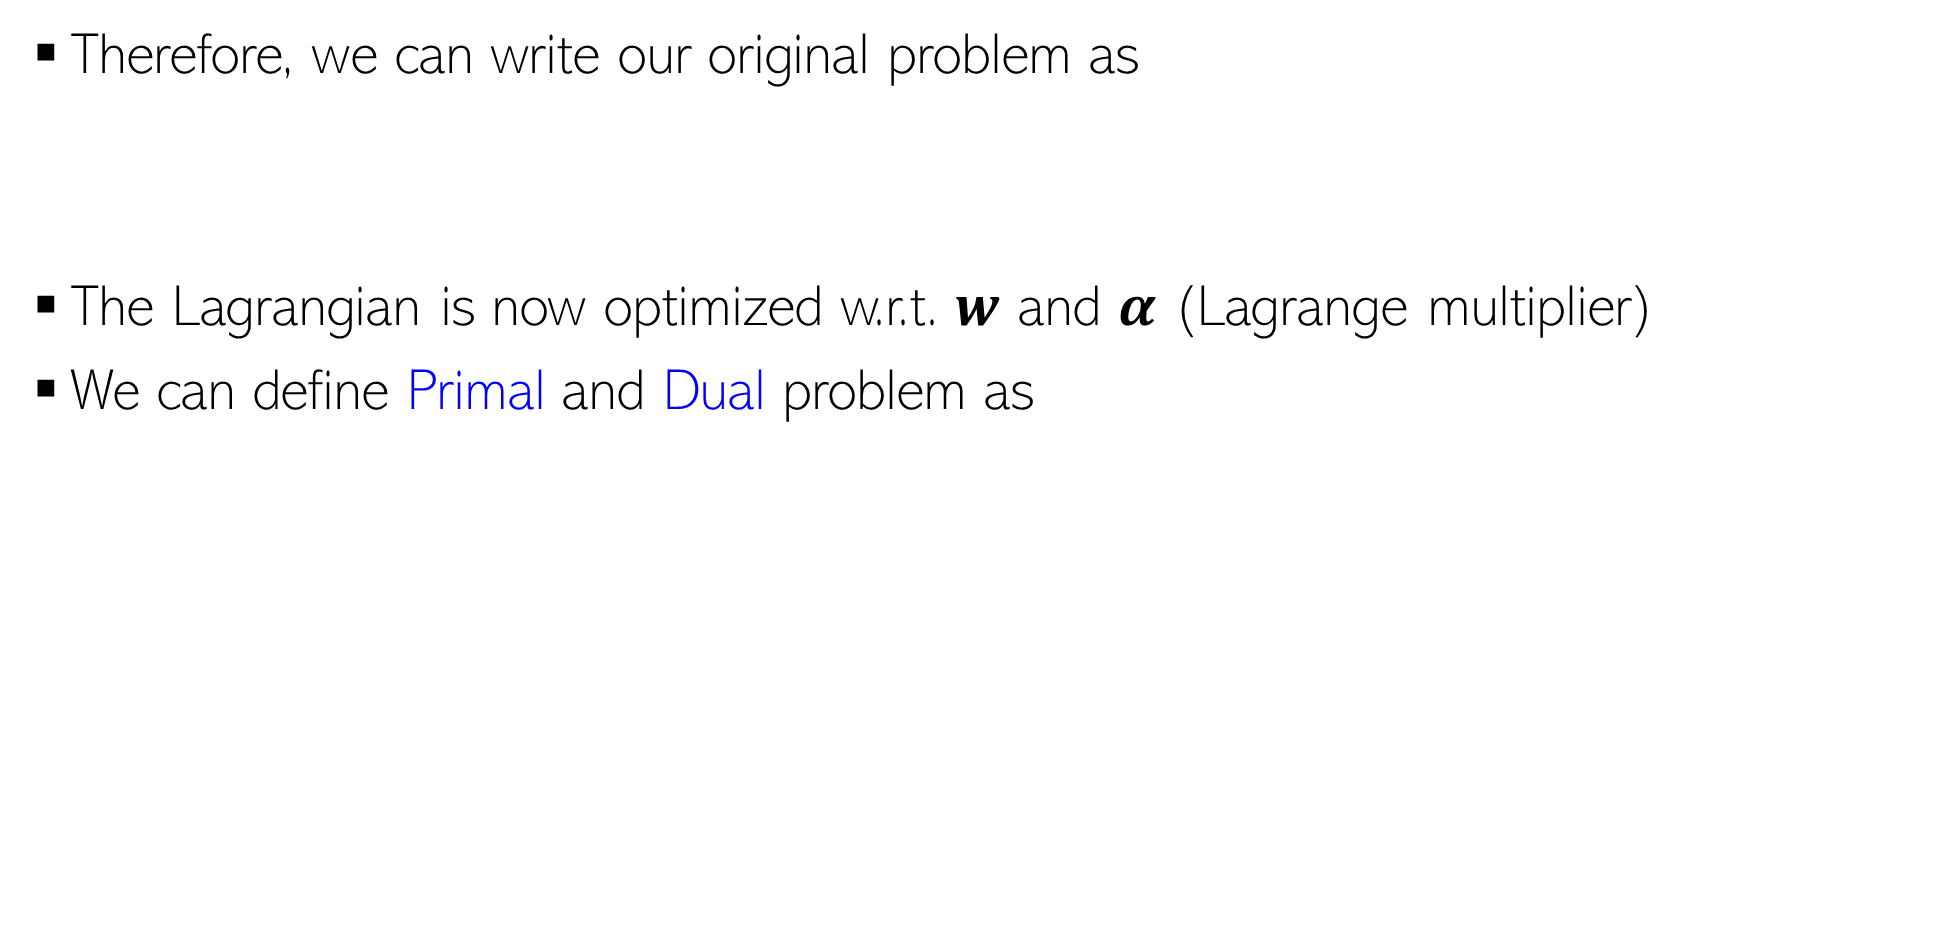 ▪ Therefore, we can write our original problem as
▪ The Lagrangian is now optimized w.r.t. w and α (Lagrange multiplier)
▪ We can define Primal and Dual problem as